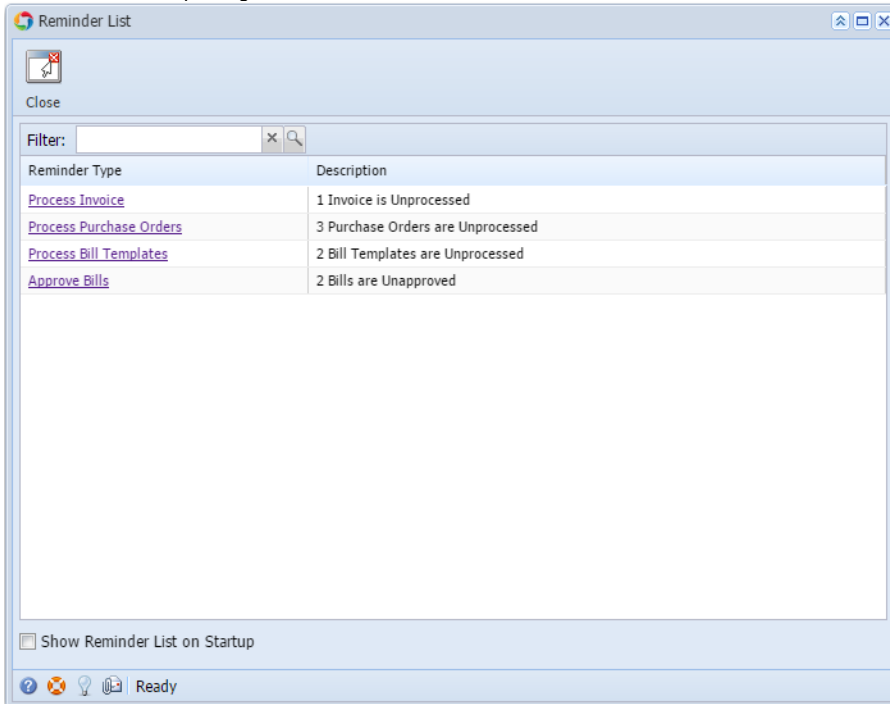 Reminder List
Close
Filter:
Reminder Type Description
Process Invoice 1 Invoice is Unprocessed
Process Purchase Orders 3 Purchase Orders are Unprocessed
Process Bill Templates 2 Bill Templates are Unprocessed
Approve Bills 2 Bills are Unapproved
Show Reminder List on Startup
Ready